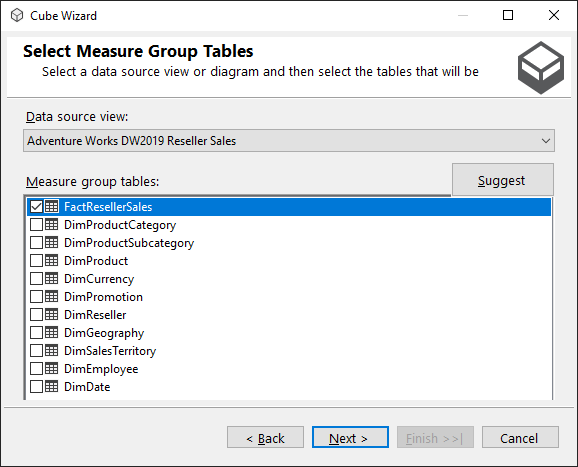 Cube Wizard
Select Measure Group Tables
Select a data source view or diagram and then select the tables that will be
Data source view:
Adventure Works DW2019 Reseller Sales
Measure group tables:
Suggest
FactResellerSales
DimProductCategory
DimProductSubcategory
DimProduct
DimCurrency
DimPromotion
DimReseller
DimGeography
DimSalesTerritory
DimEmployee
DimDate
< Back
Next >
Finish >>|
Cancel